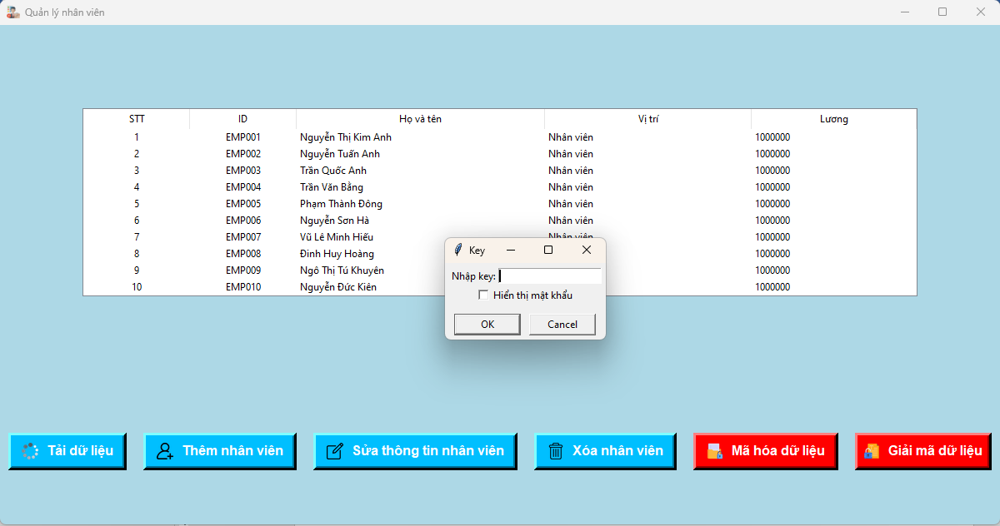 Quản lý nhân viên
STT ID Họ và tên Vị trí Lương
1 EMP001 Nguyễn Thị Kim Anh Nhân viên 1000000
2 EMP002 Nguyễn Tuấn Anh Nhân viên 1000000
3 EMP003 Trần Quốc Anh Nhân viên 1000000
4 EMP004 Trần Văn Bằng Nhân viên 1000000
5 EMP005 Phạm Thành Đông Nhân viên 1000000
6 EMP006 Nguyễn Sơn Hà Nhân viên 1000000
7 EMP007 Vũ Lê Minh Hiếu Nhân viên 1000000
8 EMP008 Đinh Huy Hoàng 1000000
9 EMP009 Ngô Thị Tú Khuyên 1000000
10 EMP010 Nguyễn Đức Kiên 1000000
Key
Nhập key:
Hiển thị mật khẩu
OK Cancel
Tải dữ liệu Thêm nhân viên Sửa thông tin nhân viên Xóa nhân viên Mã hóa dữ liệu Giải mã dữ liệu